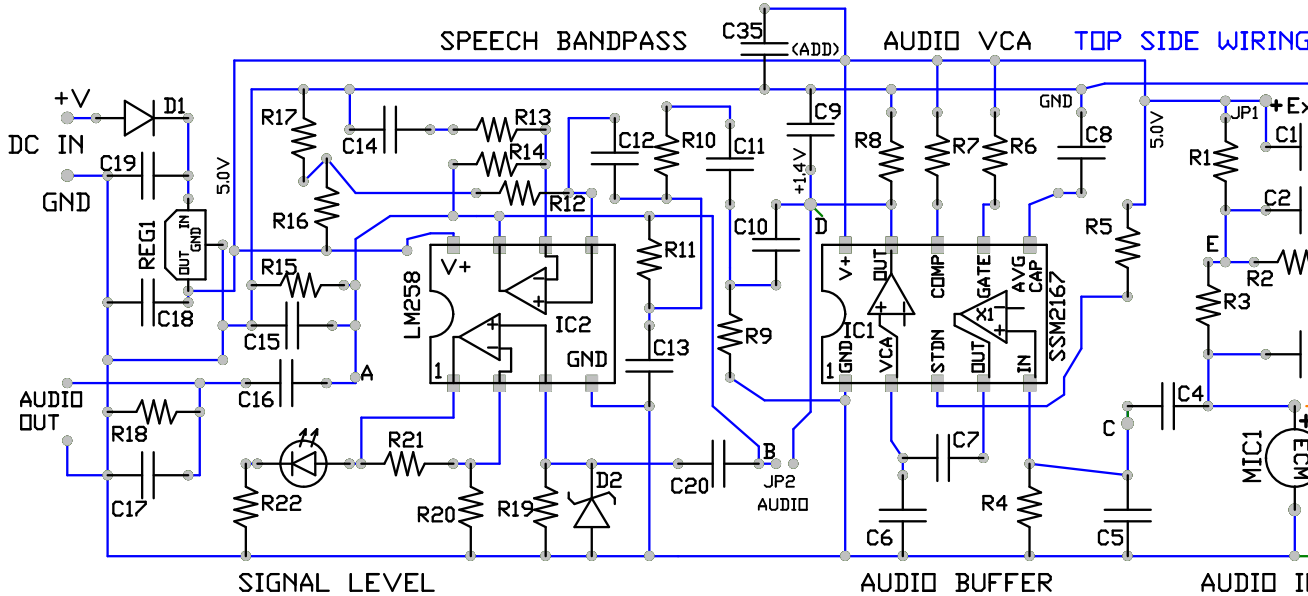 SPEECH BANDPASS
C35
(ADD)
AUDIO VCA
TOP SIDE WIRING
+V
D1
DC IN
C19
GND
5.0V
REG1
IN
GND
OUT
C18
R17
C14
R13
R14
R12
R16
C12
R10
C11
C9
+1.4V
R8
R7
R6
GND
C8
5.0V
JP1
+Ex
C1
R1
C2
R5
E
R2
R3
D
C10
R11
R15
C15
V+
LM258
IC2
GND
1
C13
R9
V+
OUT
COMP
GATE
AVG
CAP
X1
IC1
SSM2167
GND
VCA
STDN
OUT
IN
1
A
C16
AUDIO
OUT
R18
C17
R22
R21
R20
R19
D2
C20
B
JP2
AUDIO
C7
C6
R4
C5
C
C4
+
MIC1
ECM
SIGNAL LEVEL
AUDIO BUFFER
AUDIO I